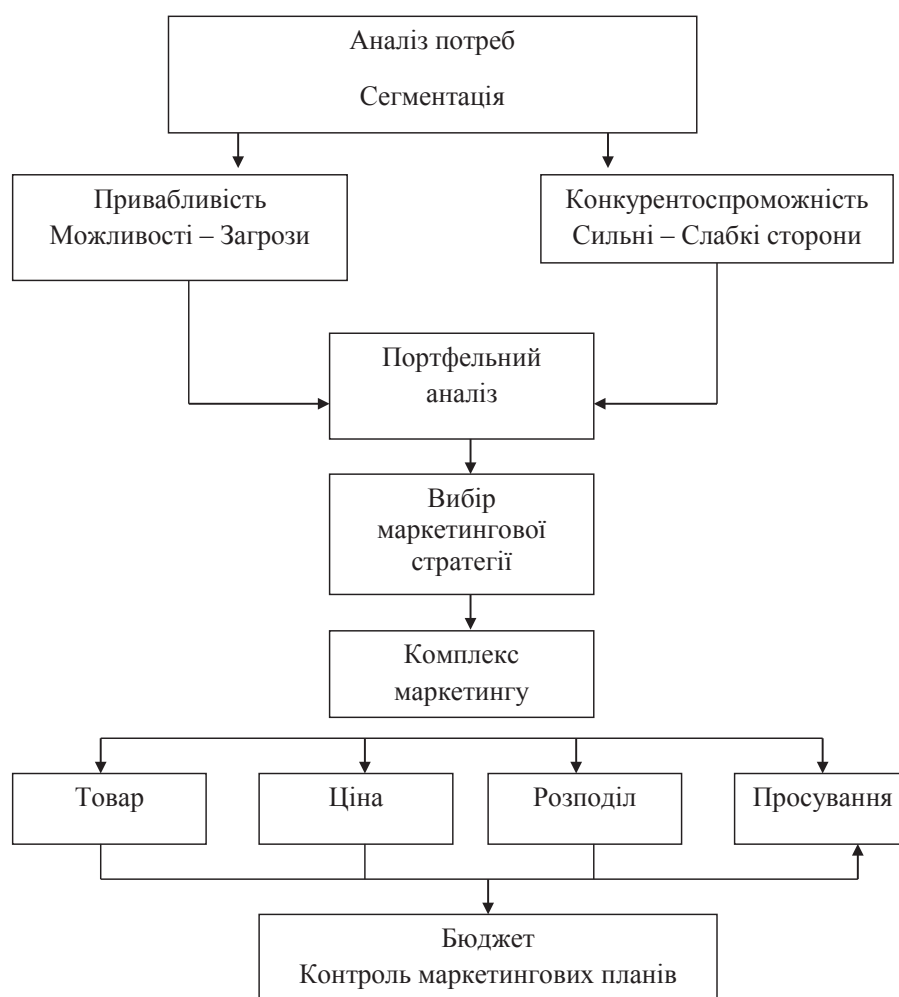 Аналіз потреб
Сегментація
Привабливість
Можливості – Загрози
Конкурентоспроможність
Сильні – Слабкі сторони
Портфельний
аналіз
Вибір
маркетингової
стратегії
Комплекс
маркетингу
Товар
Ціна
Розподіл
Просування
Бюджет
Контроль маркетингових планів